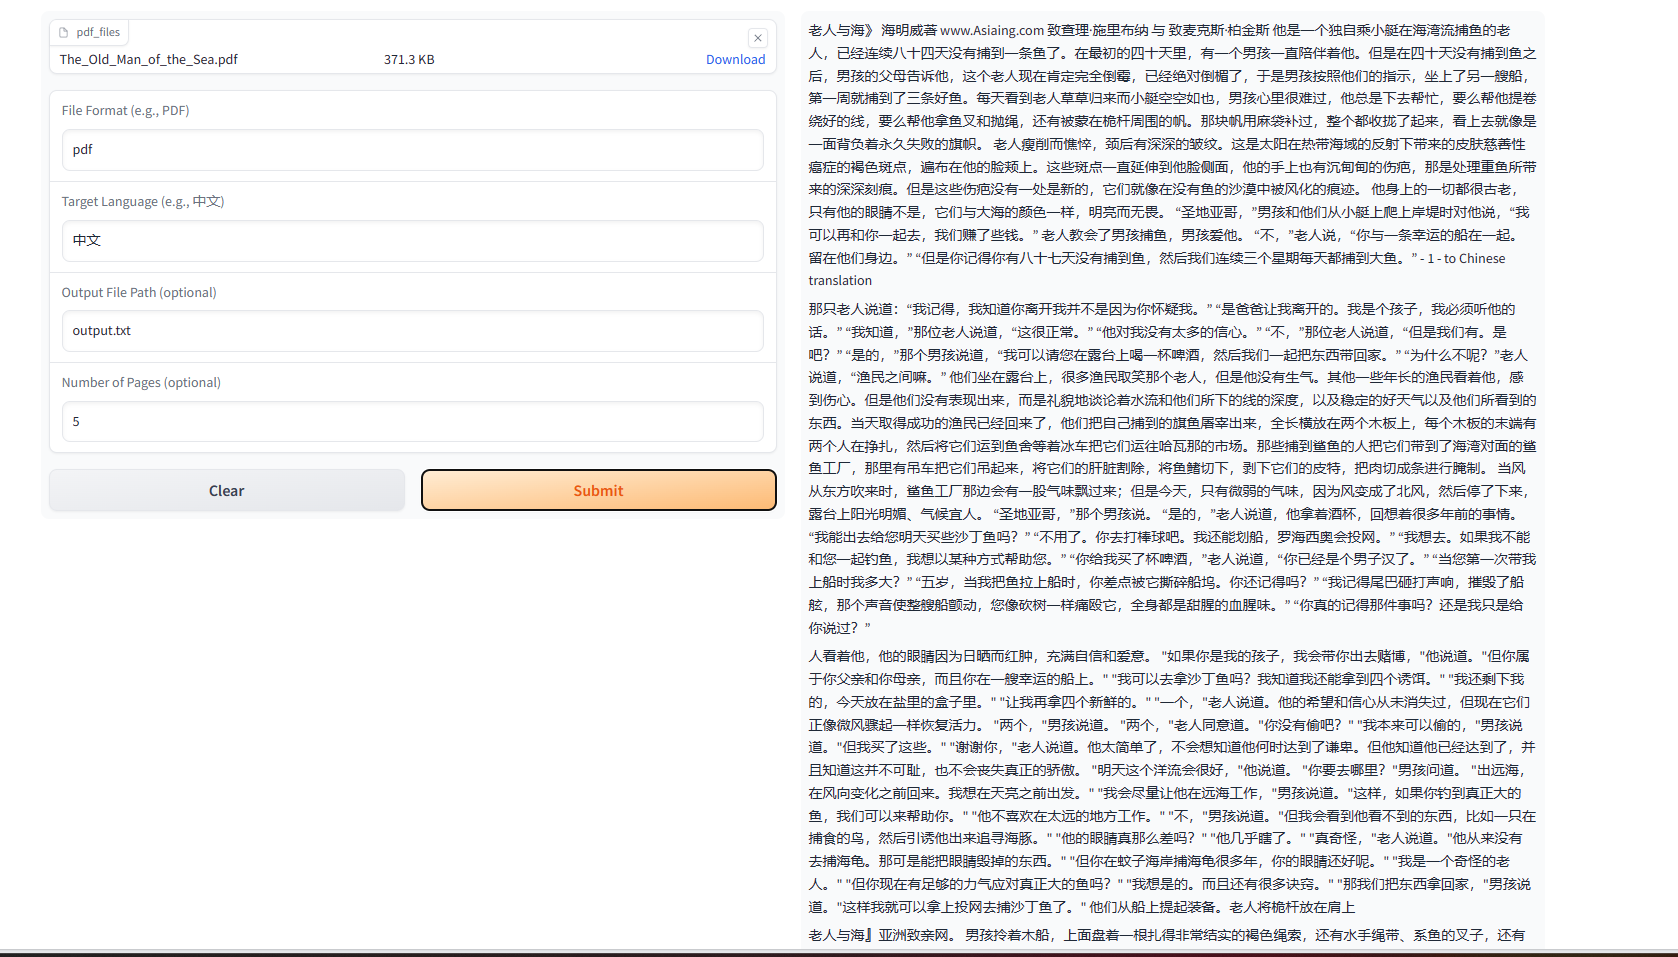 pdf_files
The_Old_Man_of_the_Sea.pdf 371.3 KB Download
File Format (e.g., PDF)
pdf
Target Language (e.g., 中文)
中文
Output File Path (optional)
output.txt
Number of Pages (optional)
5
Clear Submit
老人与海》 海明威著 www.Asiaing.com 致查理·施里布纳 与 致麦克斯·柏金斯 他是一个独自乘小艇在海湾流捕鱼的老
人，已经连续八十四天没有捕到一条鱼了。在最初的四十天里，有一个男孩一直陪伴着他。但是在四十天没有捕到鱼之
后，男孩的父母告诉他，这个老人现在肯定完全倒霉，已经绝对倒楣了，于是男孩按照他们的指示，坐上了另一艘船，
第一周就捕到了三条好鱼。每天看到老人草草归来而小艇空空如也，男孩心里很难过，他总是下去帮忙，要么帮他提卷
绕好的线，要么帮他拿鱼叉和抛绳，还有被蒙在桅杆周围的帆。那块帆用麻袋补过，整个都收拢了起来，看上去就像是
一面背负着永久失败的旗帜。 老人瘦削而憔悴，颈后有深深的皱纹。这是太阳在热带海域的反射下带来的皮肤慈善性
癌症的褐色斑点，遍布在他的脸颊上。这些斑点一直延伸到他脸侧面，他的手上也有沉甸甸的伤疤，那是处理重鱼所带
来的深深刻痕。但是这些伤疤没有一处是新的，它们就像在没有鱼的沙漠中被风化的痕迹。 他身上的一切都很古老，
只有他的眼睛不是，它们与大海的颜色一样，明亮而无畏。 “圣地亚哥，”男孩和他们从小艇上爬上岸堤时对他说，“我
可以再和你一起去，我们赚了些钱。” 老人教会了男孩捕鱼，男孩爱他。 “不，”老人说，“你与一条幸运的船在一起。
留在他们身边。” “但是你记得你有八十七天没有捕到鱼，然后我们连续三个星期每天都捕到大鱼。” - 1 - to Chinese
translation
那只老人说道：“我记得，我知道你离开我并不是因为你怀疑我。” “是爸爸让我离开的。我是个孩子，我必须听他的
话。” “我知道，”那位老人说道，“这很正常。” “他对我没有太多的信心。” “不，”那位老人说道，“但是我们有。是
吧？” “是的，”那个男孩说道，“我可以请您在露台上喝一杯啤酒，然后我们一起把东西带回家。” “为什么不呢？”老人
说道，“渔民之间嘛。” 他们坐在露台上，很多渔民取笑那个老人，但是他没有生气。其他一些年长的渔民看着他，感
到伤心。但是他们没有表现出来，而是礼貌地谈论着水流和他们所下的线的深度，以及稳定的好天气以及他们所看到的
东西。当天取得成功的渔民已经回来了，他们把自己捕到的旗鱼屠宰出来，全长横放在两个木板上，每个木板的末端有
两个人在挣扎，然后将它们运到鱼舍等着冰车把它们运往哈瓦那的市场。那些捕到鲨鱼的人把它们带到了海湾对面的鲨
鱼工厂，那里有吊车把它们吊起来，将它们的肝脏割除，将鱼鳍切下，剥下它们的皮特，把肉切成条进行腌制。 当风
从东方吹来时，鲨鱼工厂那边会有一股气味飘过来；但是今天，只有微弱的气味，因为风变成了北风，然后停了下来，
露台上阳光明媚、气候宜人。 “圣地亚哥，”那个男孩说。 “是的，”老人说道，他拿着酒杯，回想着很多年前的事情。
“我能出去给您明天买些沙丁鱼吗？” “不用了。你去打棒球吧。我还能划船，罗海西奥会投网。” “我想去。如果我不能
和您一起钓鱼，我想以某种方式帮助您。” “你给我买了杯啤酒，”老人说道，“你已经是个男子汉了。” “当您第一次带我
上船时我多大？” “五岁，当我把鱼拉上船时，你差点被它撕碎船坞。你还记得吗？” “我记得尾巴砸打声响，摧毁了船
舷，那个声音使整艘船颤动，您像砍树一样痛殴它，全身都是甜腥的血腥味。” “你真的记得那件事吗？还是我只是给
你说过？”
人看着他，他的眼睛因为日晒而红肿，充满自信和爱意。 "如果你是我的孩子，我会带你出去赌博，"他说道。"但你属
于你父亲和你母亲，而且你在一艘幸运的船上。" "我可以去拿沙丁鱼吗？我知道我还能拿到四个诱饵。" "我还剩下我
的，今天放在盐里的盒子里。" "让我再拿四个新鲜的。" "一个，"老人说道。他的希望和信心从未消失过，但现在它们
正像微风骤起一样恢复活力。 "两个，"男孩说道。 "两个，"老人同意道。 "你没有偷吧？" "我本来可以偷的，"男孩说
道。"但我买了这些。" "谢谢你，"老人说道。他太简单了，不会想知道他何时达到了谦卑。但他知道他已经达到了，并
且知道这并不可耻，也不会丧失真正的骄傲。 "明天这个洋流会很好，"他说道。 "你要去哪里？"男孩问道。 "出远海，
在风向变化之前回来。我想在天亮之前出发。" "我会尽量让他在远海工作，"男孩说道。"这样，如果你钓到真正大的
鱼，我们可以来帮助你。" "他不喜欢在太远的地方工作。" "不，"男孩说道。"但我会看到他看不到的东西，比如一只在
捕食的鸟，然后引诱他出来追寻海豚。" "他的眼睛真那么差吗？" "他几乎瞎了。" "真奇怪，"老人说道。"他从来没有
去捕海龟。那可是能把眼睛毁掉的东西。" "但你在蚊子海岸捕海龟很多年，你的眼睛还好呢。" "我是一个奇怪的老
人。" "但你现在有足够的力气应对真正大的鱼吗？" "我想是的。而且还有很多诀窍。" "那我们把东西拿回家，"男孩说
道。"这样我就可以拿上投网去捕沙丁鱼了。" 他们从船上提起装备。老人将桅杆放在肩上
老人与海』 亚洲致亲网。 男孩拎着木船，上面盘着一根扎得非常结实的褐色绳索，还有水手绳带、系鱼的叉子，还有